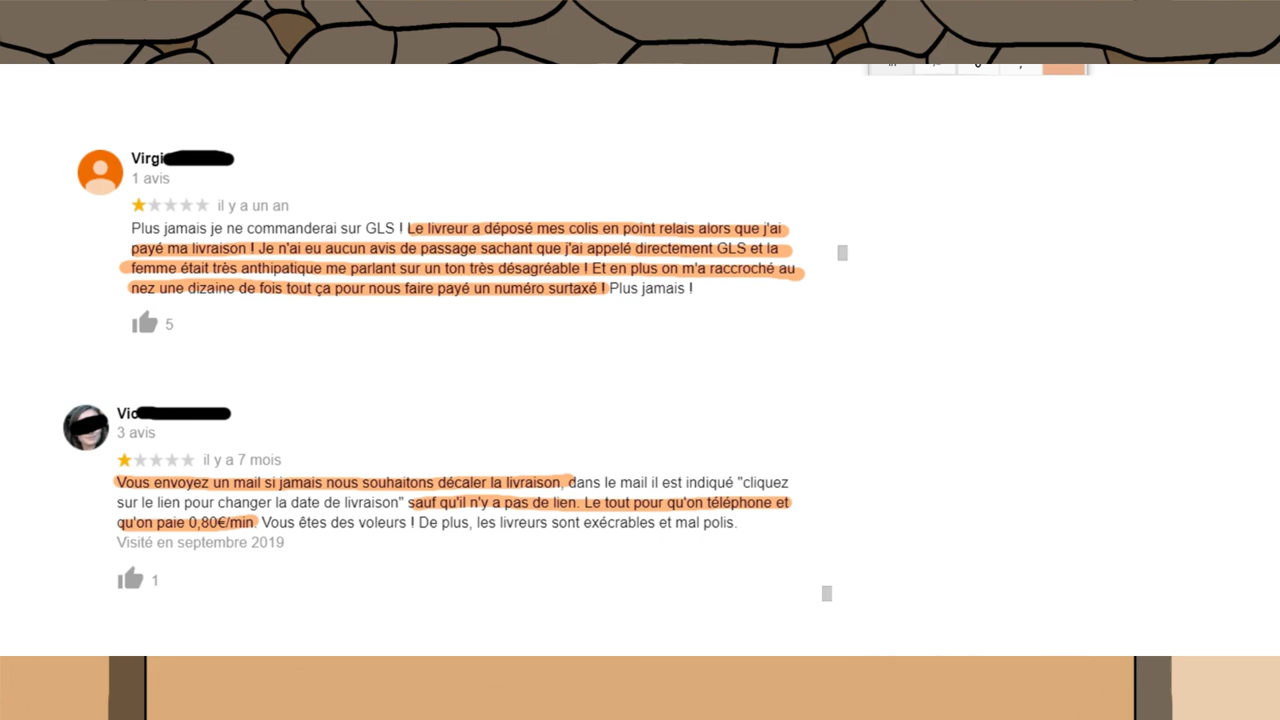 Virgi
1 avis
il y a un an
Plus jamais je ne commanderai sur GLS ! Le livreur a déposé mes colis en point relais alors que j'ai
payé ma livraison ! Je n'ai eu aucun avis de passage sachant que j'ai appelé directement GLS et la
femme était très anthipatique me parlant sur un ton très désagréable ! Et en plus on m'a raccroché au
nez une dizaine de fois tout ça pour nous faire payé un numéro surtaxé ! Plus jamais !
5
Vic
3 avis
il y a 7 mois
Vous envoyez un mail si jamais nous souhaitons décaler la livraison, dans le mail il est indiqué "cliquez
sur le lien pour changer la date de livraison" sauf qu'il n'y a pas de lien. Le tout pour qu'on téléphone et
qu'on paie 0,80€/min. Vous êtes des voleurs ! De plus, les livreurs sont exécrables et mal polis.
Visité en septembre 2019
1